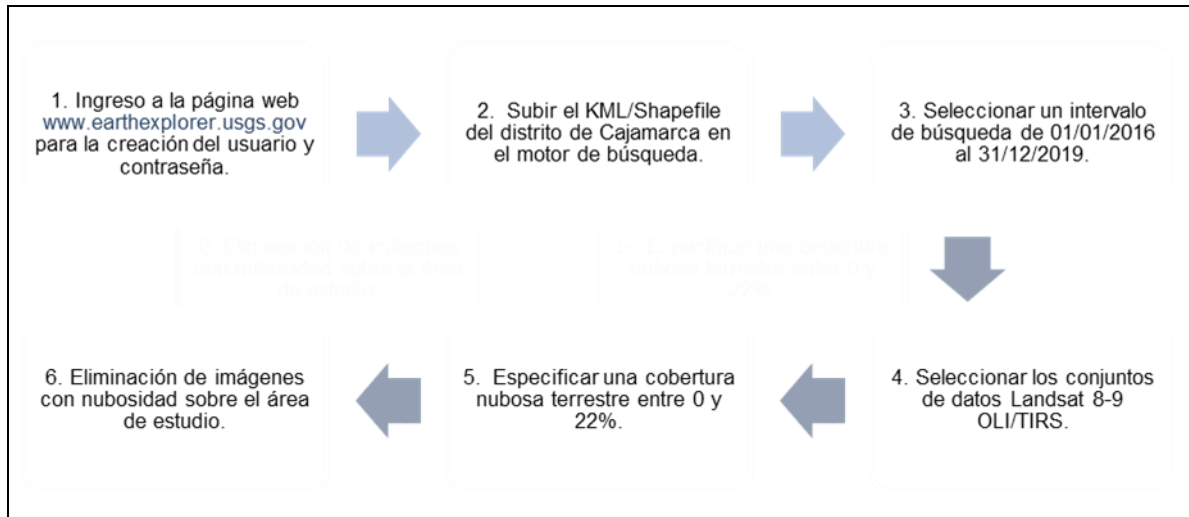 1. Ingreso a la página web
www.earthexplorer.usgs.gov
para la creación del usuario y
contraseña.
2. Subir el KML/Shapefile
del distrito de Cajamarca en
el motor de búsqueda.
3. Seleccionar un intervalo
de búsqueda de 01/01/2016
al 31/12/2019.
4. Seleccionar los conjuntos
de datos Landsat 8-9
OLI/TIRS.
5. Especificar una cobertura
nubosa terrestre entre 0 y
22%.
6. Eliminación de imágenes
con nubosidad sobre el área
de estudio.